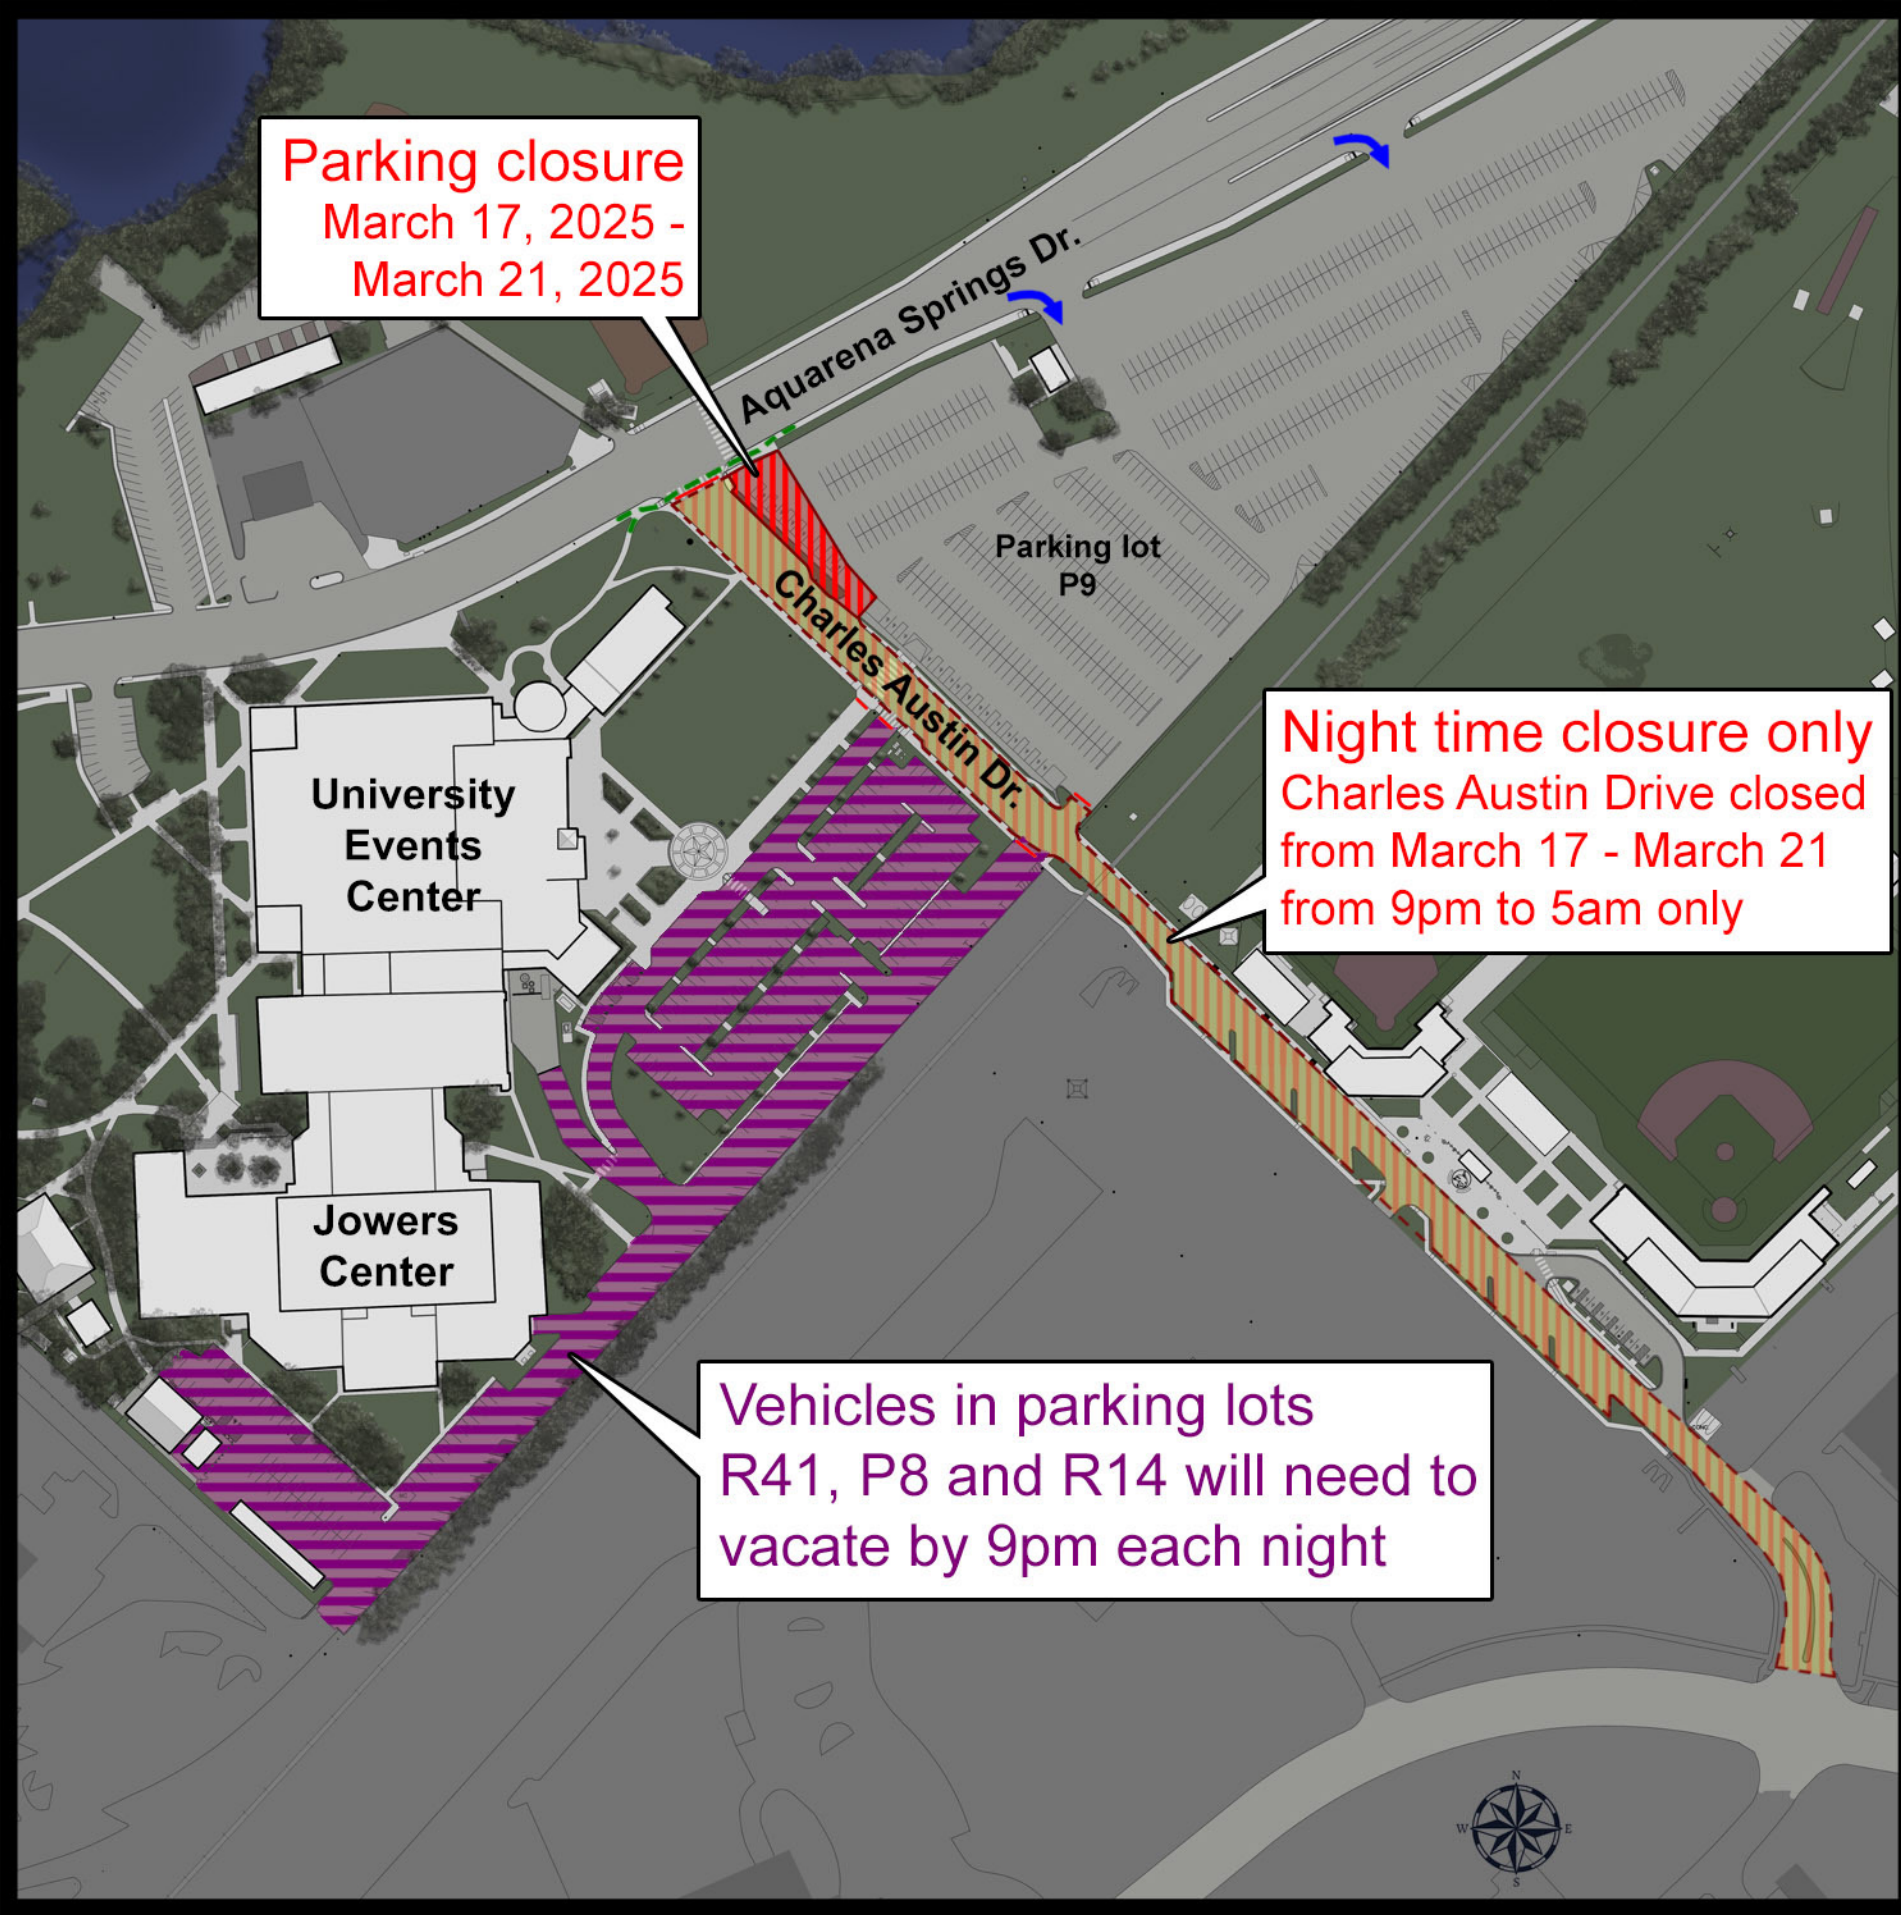 Parking closure
March 17, 2025 -
March 21, 2025
Aquarena Springs Dr.
Parking lot
P9
Charles Austin Dr.
University
Events
Center
Night time closure only
Charles Austin Drive closed
from March 17 - March 21
from 9pm to 5am only
Jowers
Center
Vehicles in parking lots
R41, P8 and R14 will need to
vacate by 9pm each night
N
W
E
S